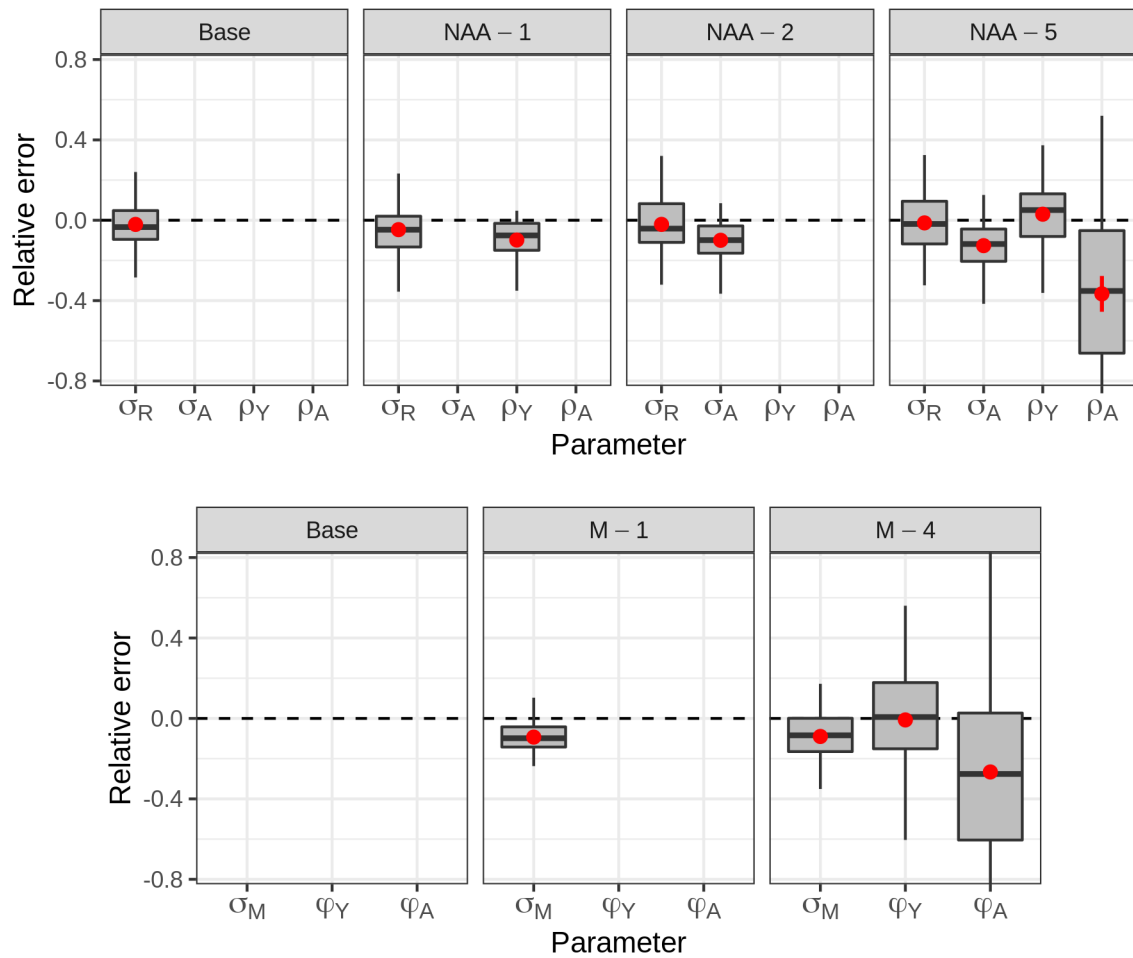 Base NAA − 1 NAA − 2 NAA − 5
Relative error
0.8
0.4
0.0
-0.4
-0.8
σR σA ρY ρA σR σA ρY ρA σR σA ρY ρA σR σA ρY ρA
Parameter
Base M − 1 M − 4
Relative error
0.8
0.4
0.0
-0.4
-0.8
σM φY φA σM φY φA σM φY φA
Parameter